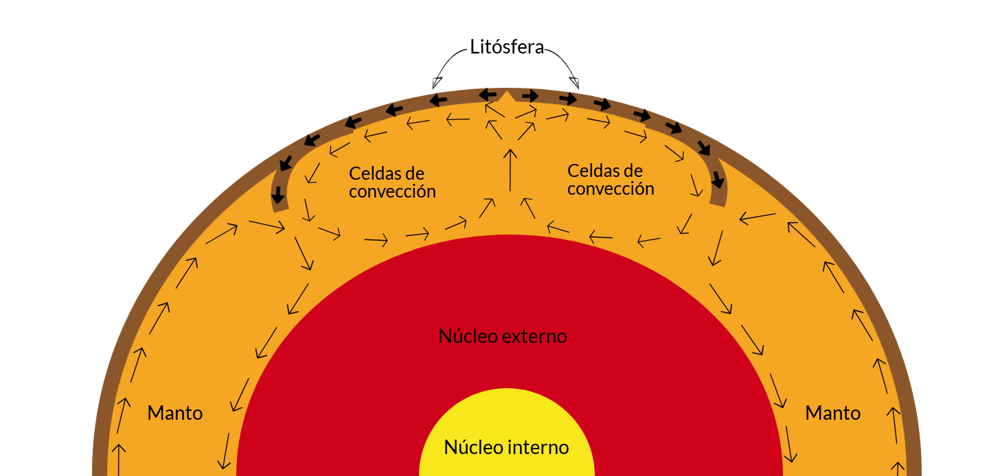 Litósfera
Celdas de
convección
Celdas de
convección
Núcleo externo
Manto
Manto
Núcleo interno